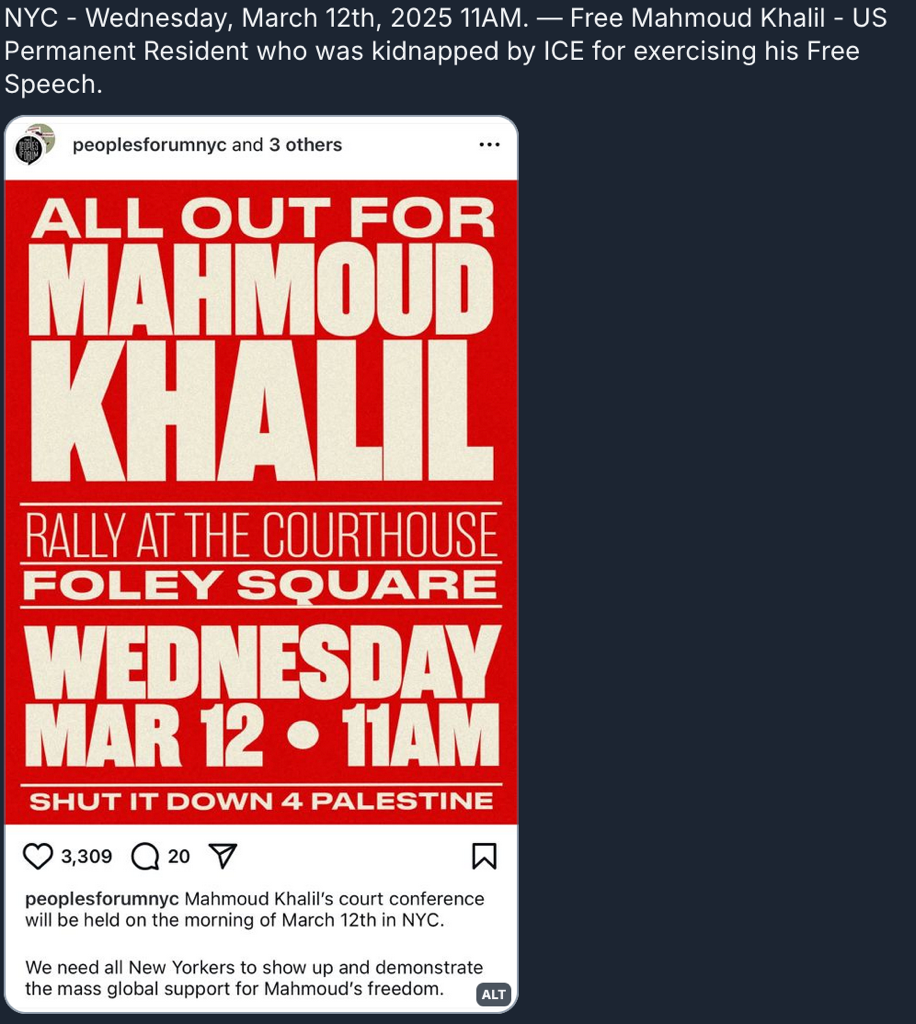 NYC - Wednesday, March 12th, 2025 11AM. — Free Mahmoud Khalil - US
Permanent Resident who was kidnapped by ICE for exercising his Free
Speech.
peoplesforumnyc and 3 others
ALL OUT FOR
MAHMOUD
KHALIL
RALLY AT THE COURTHOUSE
FOLEY SQUARE
WEDNESDAY
MAR 12 • 11AM
SHUT IT DOWN 4 PALESTINE
3,309 20
peoplesforumnyc Mahmoud Khalil's court conference
will be held on the morning of March 12th in NYC.
We need all New Yorkers to show up and demonstrate
the mass global support for Mahmoud's freedom.
ALT